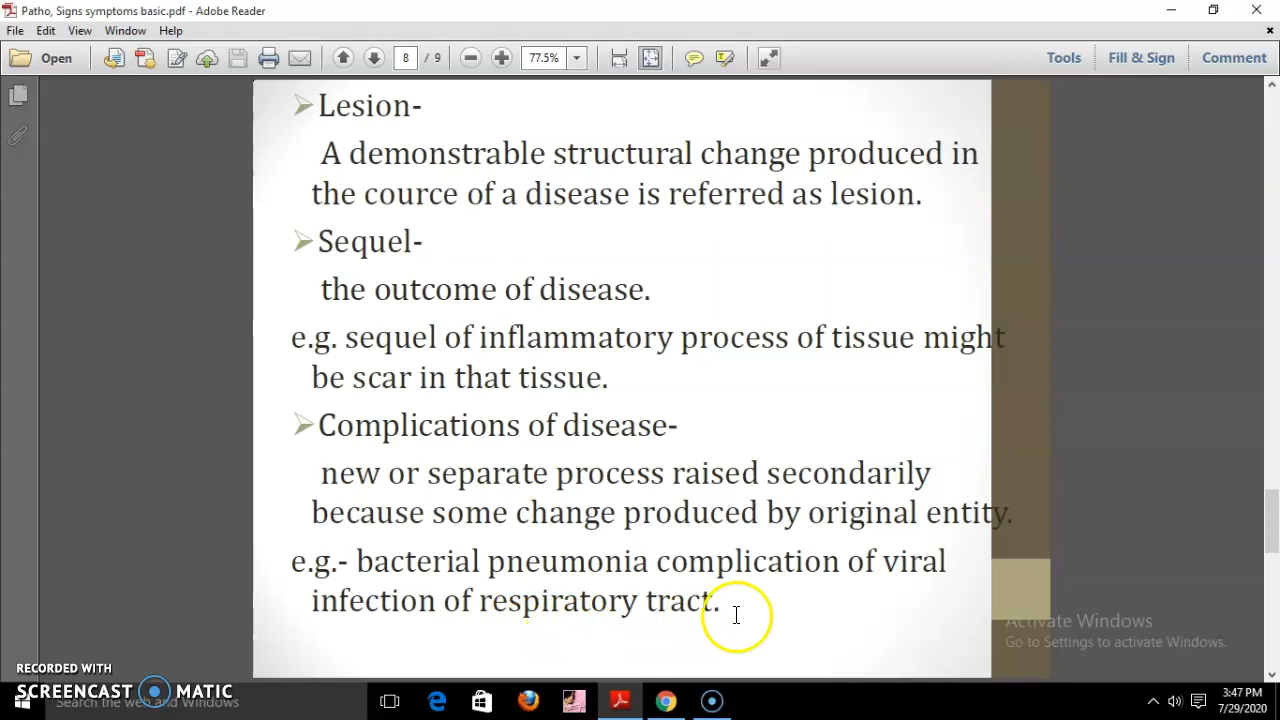 Patho, Signs symptoms basic.pdf - Adobe Reader
File Edit View Window Help
Open 8 / 9 77.5% Tools Fill & Sign Comment
Lesion-
A demonstrable structural change produced in
the cource of a disease is referred as lesion.
Sequel-
the outcome of disease.
e.g. sequel of inflammatory process of tissue might
be scar in that tissue.
Complications of disease-
new or separate process raised secondarily
because some change produced by original entity.
e.g.- bacterial pneumonia complication of viral
infection of respiratory tract.
Activate Windows
Go to Settings to activate Windows.
RECORDED WITH
SCREENCAST MATIC
Search the web and Windows
3:47 PM
7/29/2020